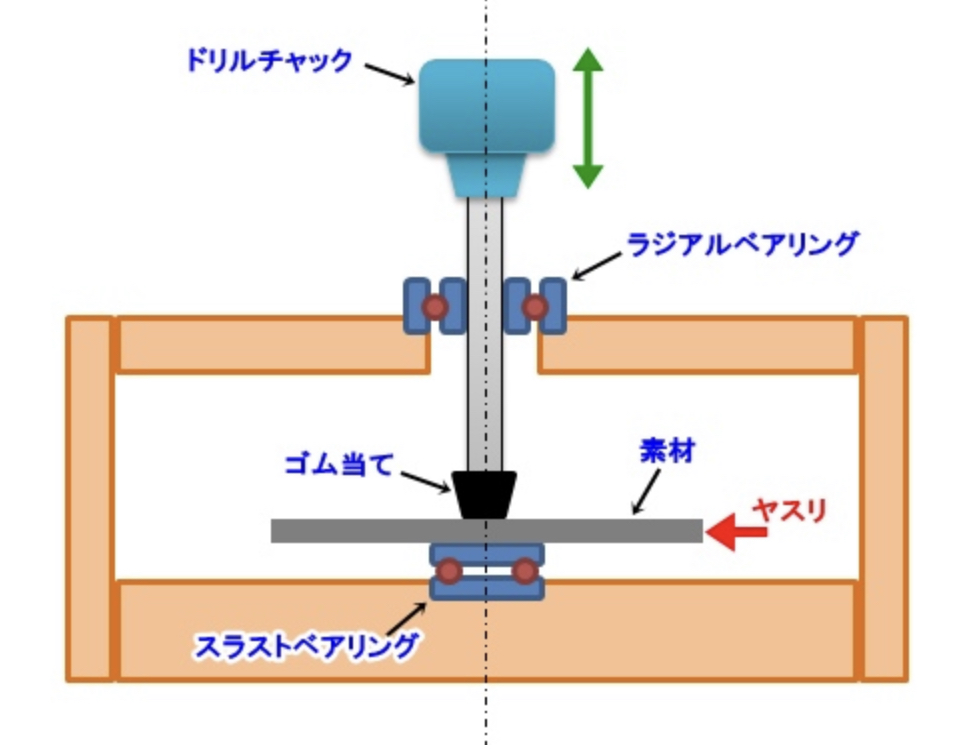 ドリルチャック
ラジアルベアリング
ゴム当て
素材
ヤスリ
スラストベアリング